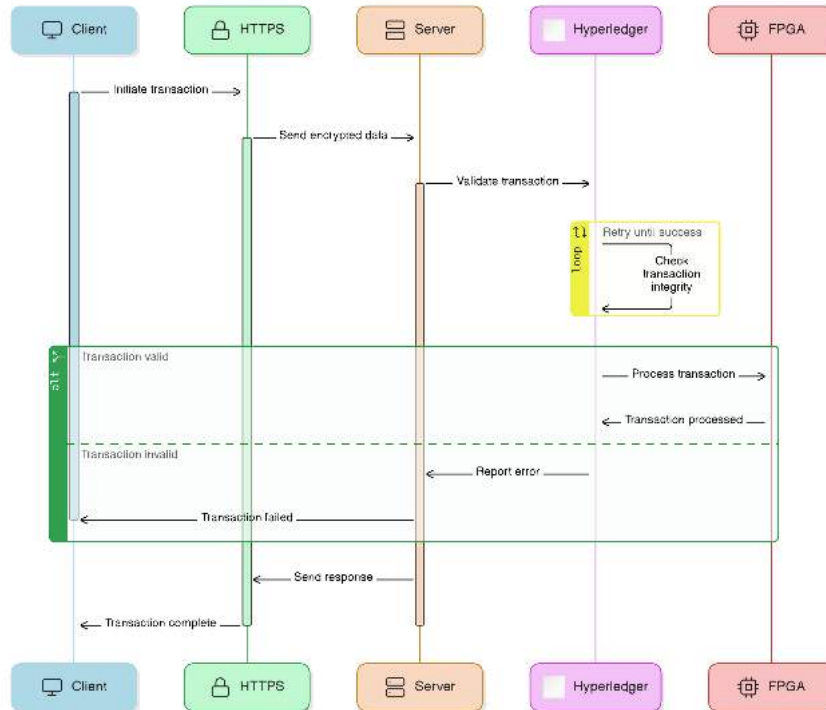 Client
HTTPS
Server
Hyperledger
FPGA
Initiate transaction
Send encrypted data
Validate transaction
loop
Retry until success
Check
transaction
integrity
alt
Transaction valid
Process transaction
Transaction processed
Transaction invalid
Report error
Transaction failed
Send response
Transaction complete
Client
HTTPS
Server
Hyperledger
FPGA